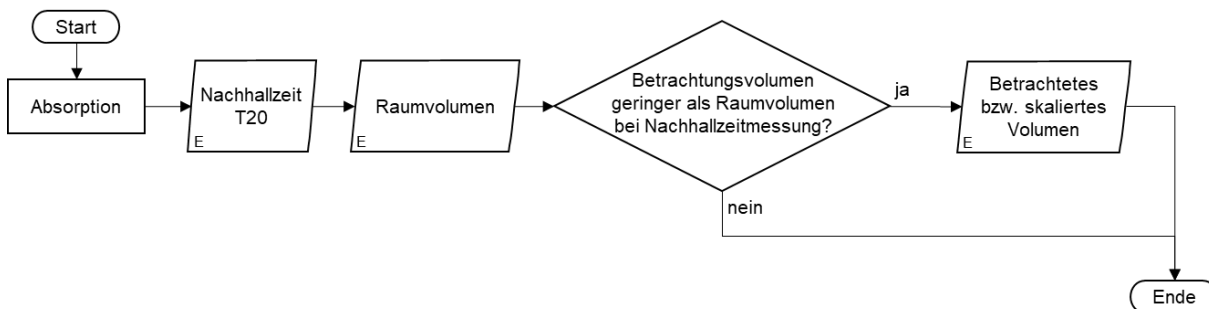 Start
Absorption
Nachhallzeit
T20
E
Raumvolumen
E
Betrachtungsvolumen
geringer als Raumvolumen
bei Nachhallzeitmessung?
ja
nein
Betrachtetes
bzw. skaliertes
Volumen
E
Ende